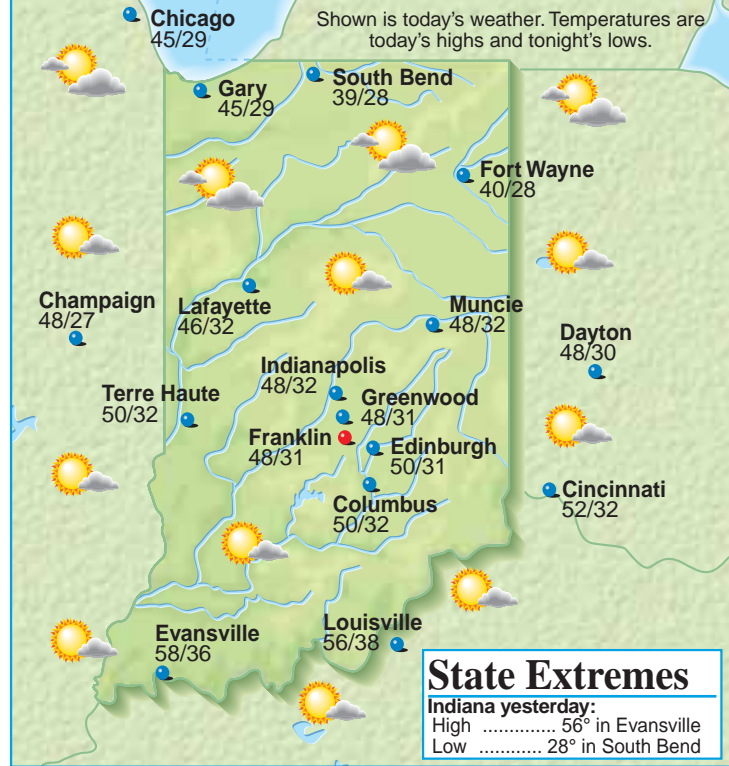 Chicago
45/29
Shown is today's weather. Temperatures are
today's highs and tonight's lows.
Gary
45/29
South Bend
39/28
Fort Wayne
40/28
Champaign
48/27
Lafayette
46/32
Muncie
48/32
Dayton
48/30
Indianapolis
48/32
Terre Haute
50/32
Greenwood
48/31
Franklin
48/31
Edinburgh
50/31
Columbus
50/32
Cincinnati
52/32
Evansville
58/36
Louisville
56/38
State Extremes
Indiana yesterday:
High .............. 56° in Evansville
Low ............ 28° in South Bend